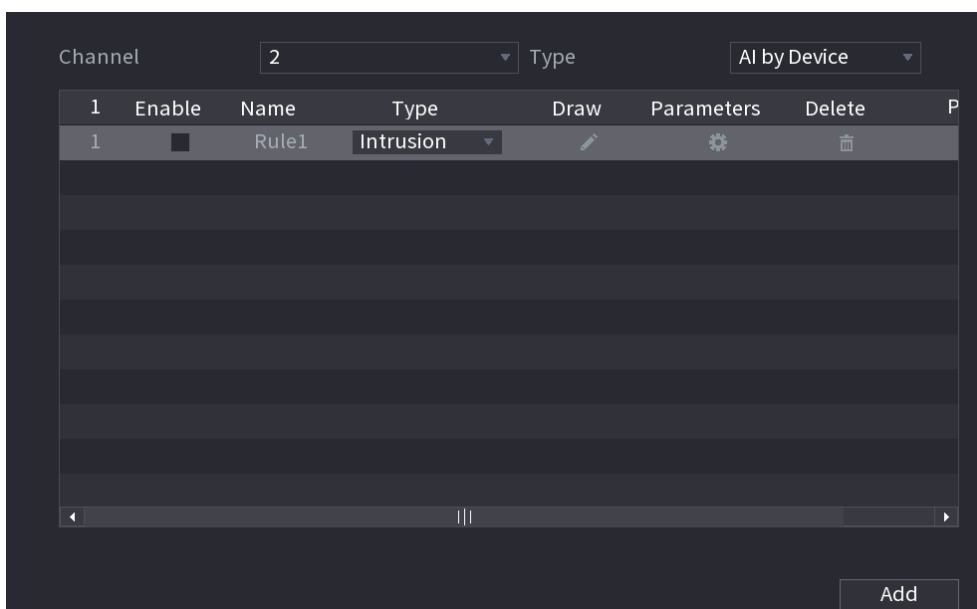 Channel 2 Type AI by Device
1 Enable Name Type Draw Parameters Delete P
1 Rule1 Intrusion
Add